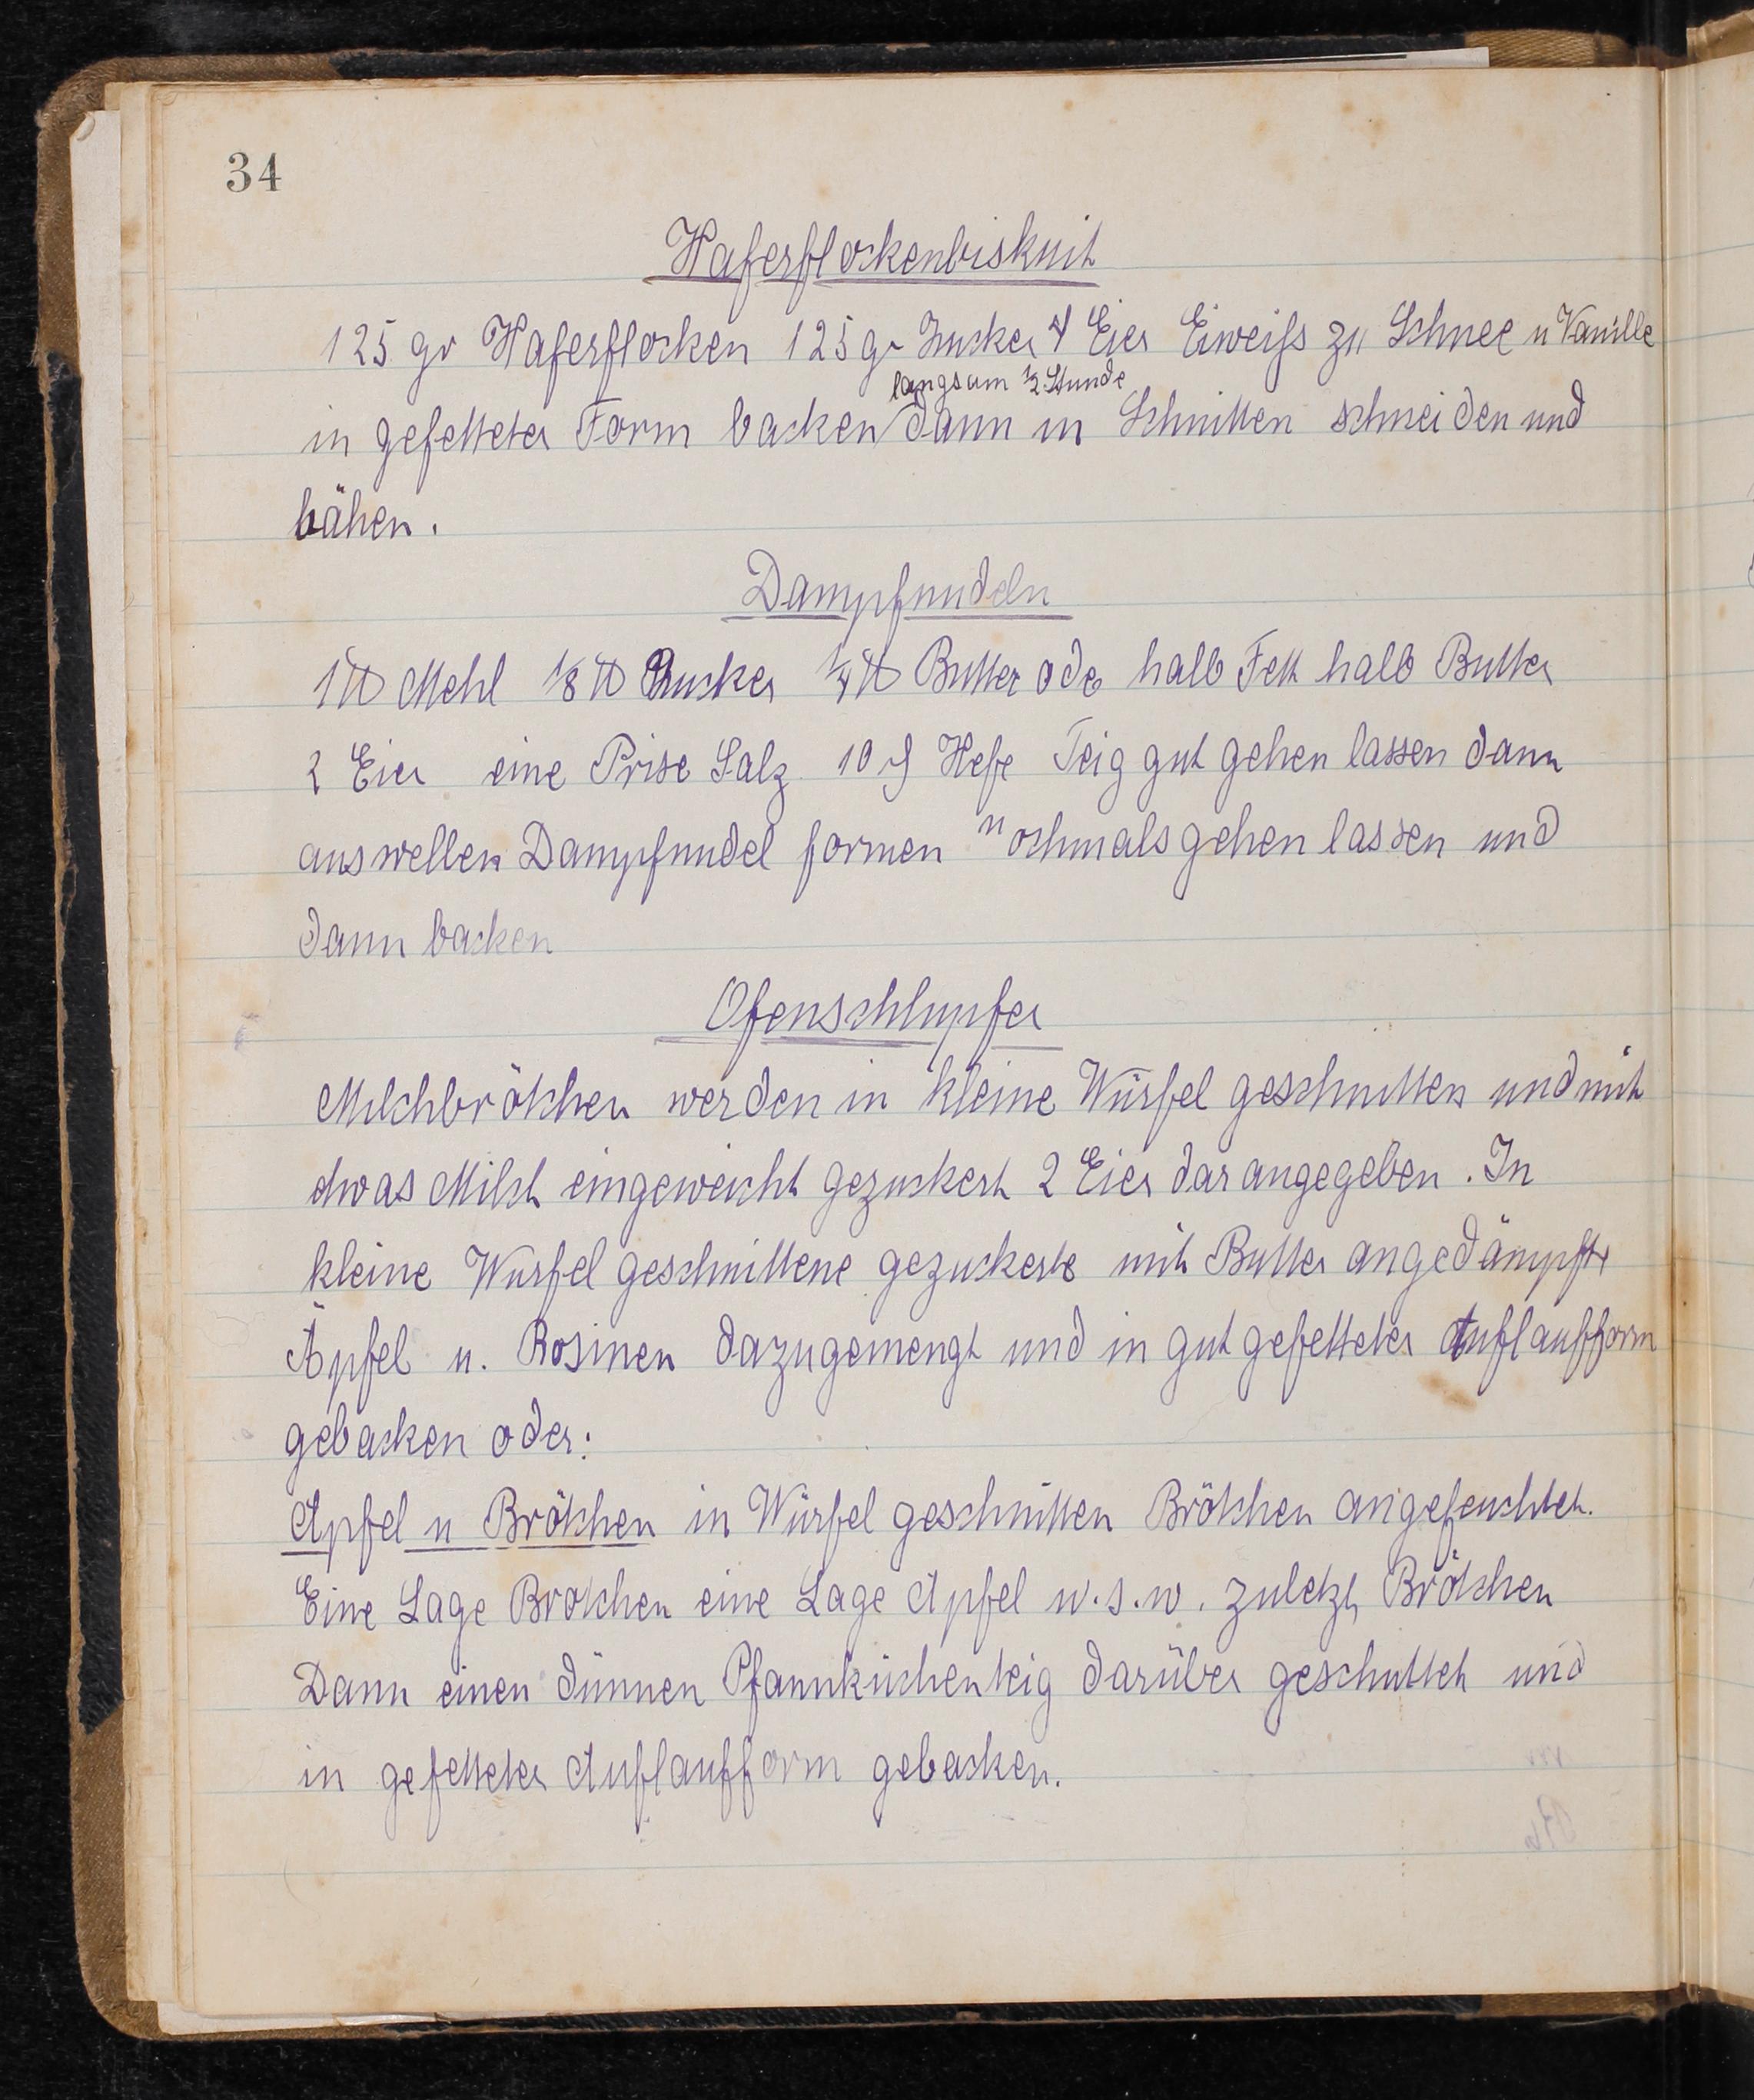 34
Haferflockenbiskuit
125 gr Haferflocken 125 gr Zucker 4 Eier Eiweiß zu Schnee u Vanille
langsam ½ Stunde
in gefetteter Form backen dann in Schnitten schneiden und
bähen.
Dampfnudeln
1 ℔ Mehl ⅛ ℔ Zucker ¼ ℔ Butter ode halb Fett halb Butter
2 Eier eine Prise Salz 10 ₰ Hefe Teig gut gehen lassen dann
auswellen Dampfnudel formen nochmals gehen lassen und
dann backen
Ofenschlupfer
Milchbrötchen werden in kleine Würfel geschnitten und mit
etwas Milch eingeweicht gezuckert 2 Eier darangegeben. In
kleine Würfel geschnittene gezuckerte mit Butter angedämpfte
Äpfel u. Rosinen dazugemengt und in gut gefetteter Auflaufform
gebacken oder:
Apfel u Brötchen in Würfel geschnitten Brötchen angefeuchtet.
Eine Lage Brotchen eine Lage Apfel u.s.w. zuletzt Brötchen
Dann einen dünnen Pfannkuchenteig darüber geschuttet und
in gefetteter Auflaufform gebacken.